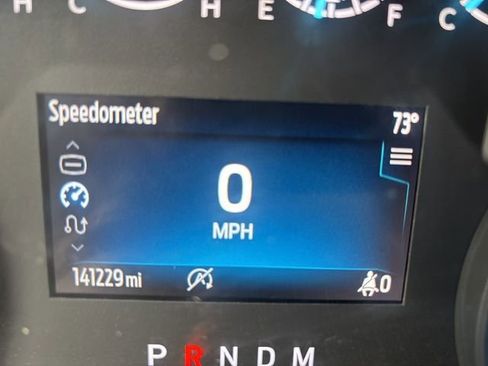 H C H E F C
Speedometer 73°
0
MPH
141229 mi 0
P R N D M